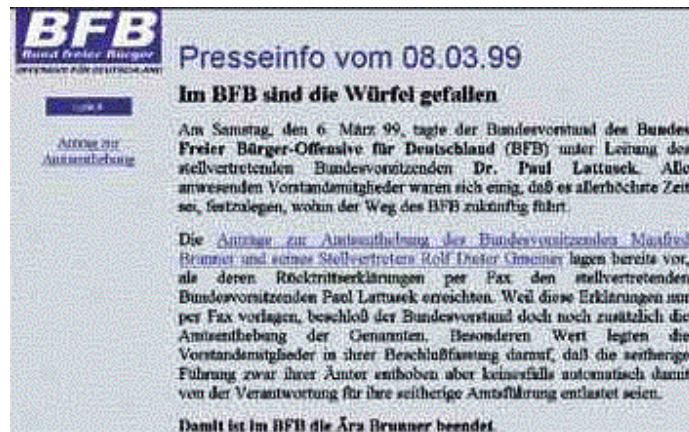 BFB
Bund freier Bürger
OFFENSIVE FÜR DEUTSCHLAND
Presseinfo vom 08.03.99
Im BFB sind die Würfel gefallen
Antrag zur
Amtsenthebung
Am Samstag, den 6. März 99, tagte der Bundesvorstand des Bundes
Freier Bürger-Offensive für Deutschland (BFB) unter Leitung des
stellvertretenden Bundesvorsitzenden Dr. Paul Lattusek. Alle
anwesenden Vorstandsmitglieder waren sich einig, daß es allerhöchste Zeit
sei, festzulegen, wohin der Weg des BFB zukünftig führt.
Die Anträge zur Amtsenthebung des Bundesvorsitzenden Manfred
Brunner und seines Stellvertreters Rolf Dieter Gmeiner lagen bereits vor,
als deren Rücktrittserklärungen per Fax den stellvertretenden
Bundesvorsitzenden Paul Lattusek erreichten. Weil diese Erklärungen nur
per Fax vorlagen, beschloß der Bundesvorstand doch noch zusätzlich die
Amtsenthebung der Genannten. Besonderen Wert legten die
Vorstandsmitglieder in ihrer Beschlußfassung darauf, daß die seitherige
Führung zwar ihrer Ämter enthoben aber keinesfalls automatisch damit
von der Verantwortung für ihre seitherige Amtsführung entlastet seien.
Damit ist im BFB die Ära Brunner beendet.